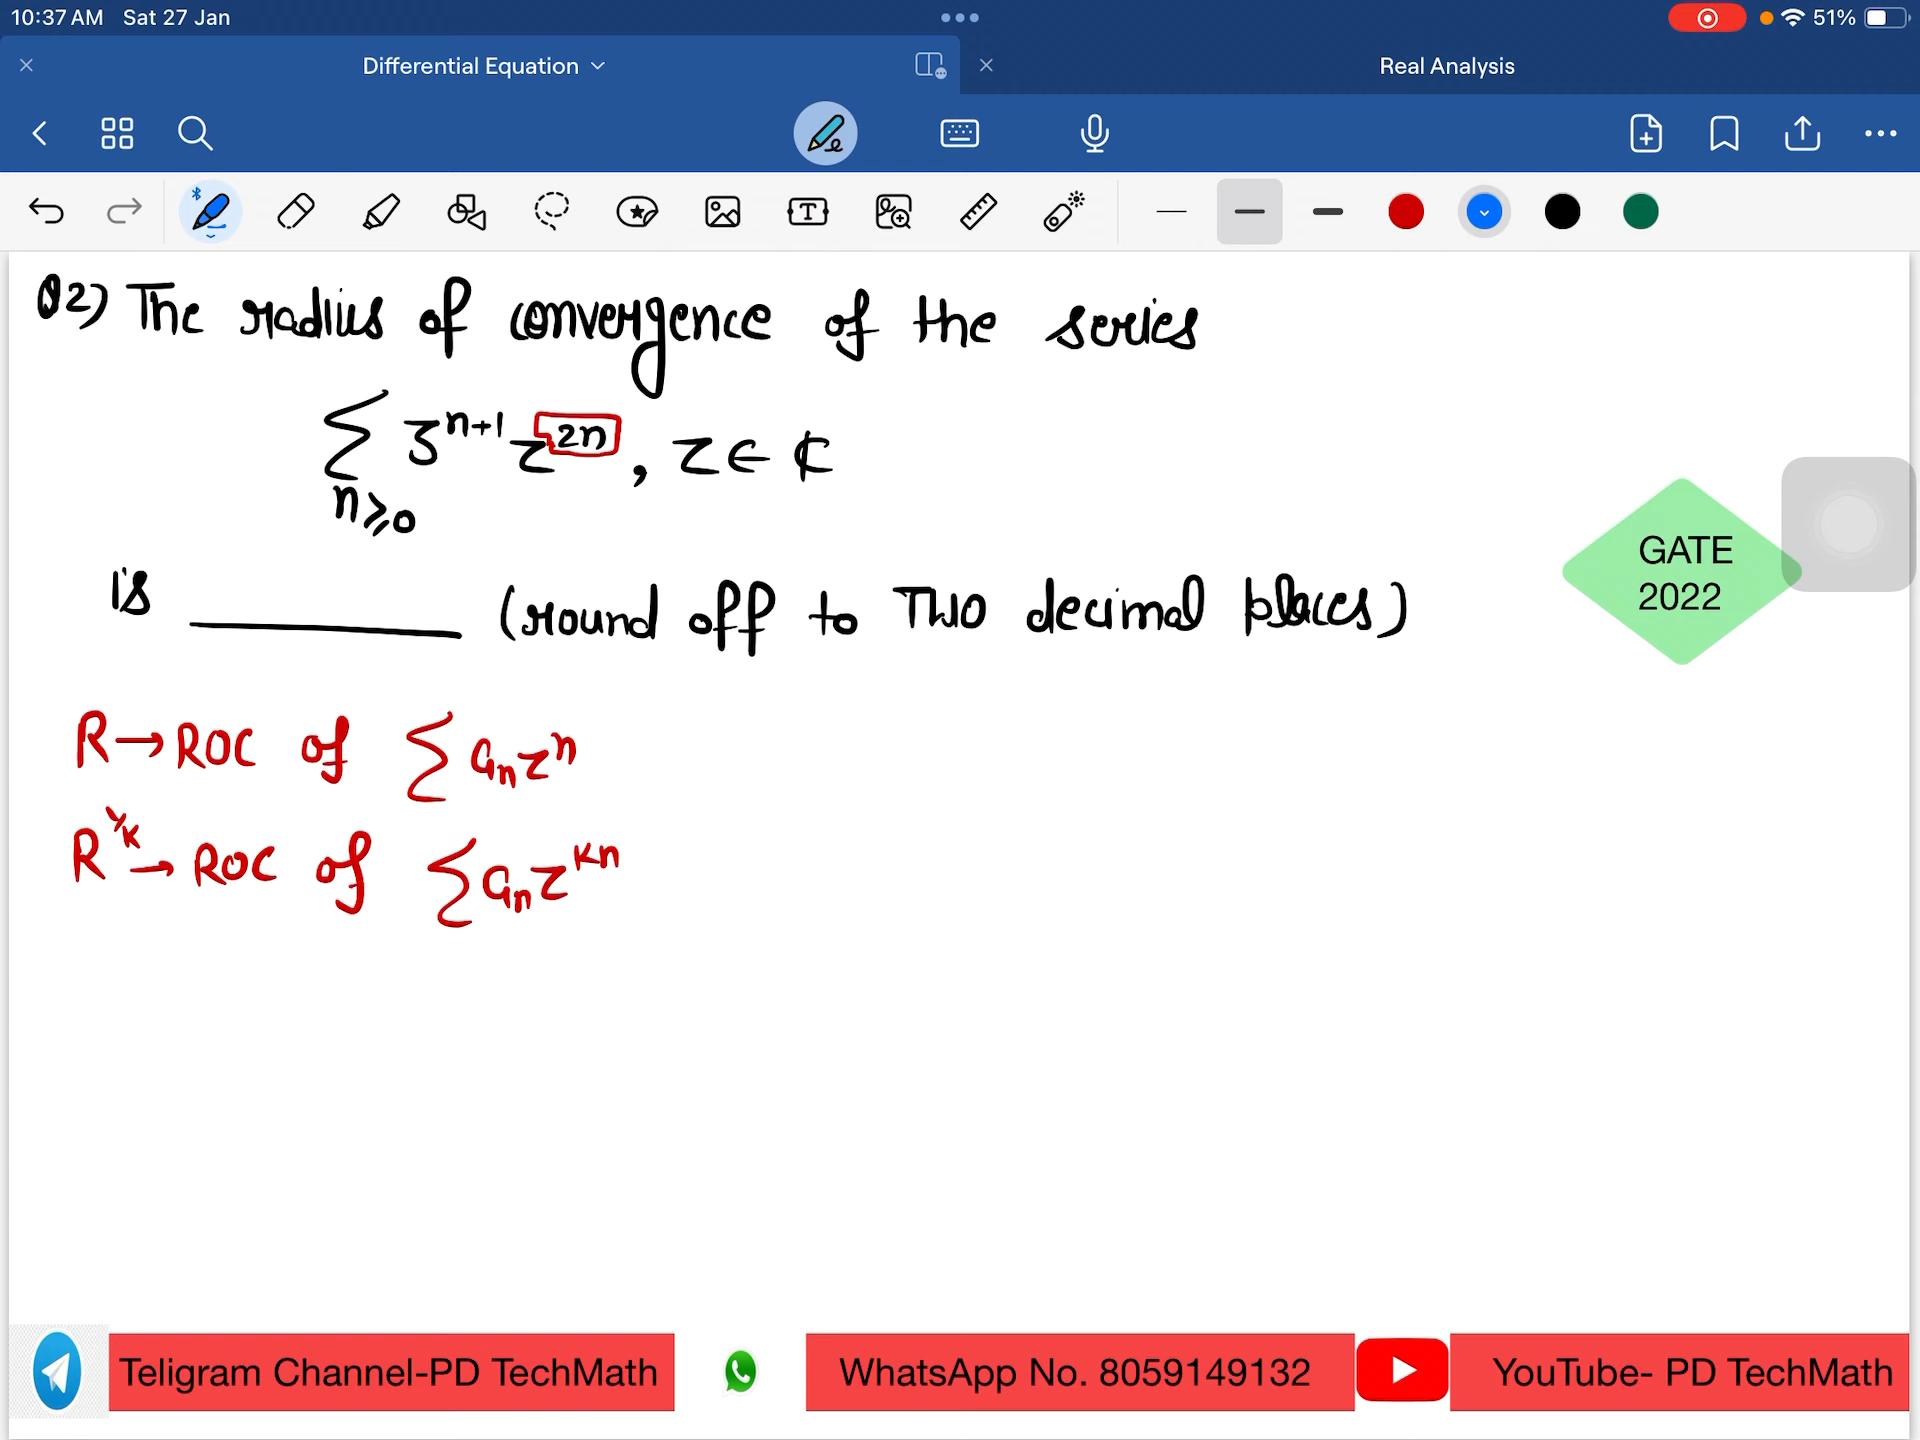 10:37 AM Sat 27 Jan
51%
Differential Equation
Real Analysis
Q2) The radius of convergence of the series
∑ 3^{n+1} z^{2n}, z ∈ ℂ
n≥0
is ________ (round off to Two decimal places)
GATE
2022
R → ROC of ∑ a_n z^n
R^{1/k} → ROC of ∑ a_n z^{kn}
Teligram Channel-PD TechMath
WhatsApp No. 8059149132
YouTube- PD TechMath